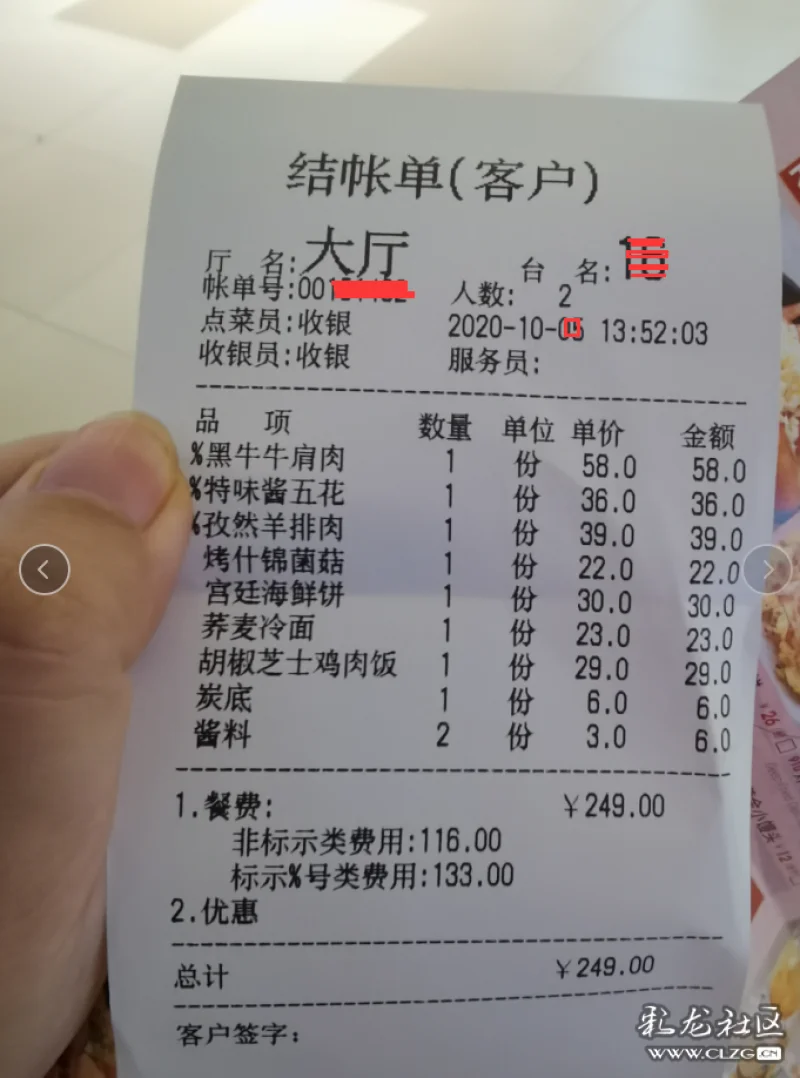 结帐单(客户)
厅 名:大厅 台 名:
帐单号:001 人数: 2
点菜员:收银 2020-10-0 13:52:03
收银员:收银 服务员:
品 项 数量 单位 单价 金额
%黑牛牛肩肉 1 份 58.0 58.0
%特味酱五花 1 份 36.0 36.0
%孜然羊排肉 1 份 39.0 39.0
烤什锦菌菇 1 份 22.0 22.0
宫廷海鲜饼 1 份 30.0 30.0
荞麦冷面 1 份 23.0 23.0
胡椒芝士鸡肉饭 1 份 29.0 29.0
炭底 1 份 6.0 6.0
酱料 2 份 3.0 6.0
1.餐费: ¥249.00
非标示类费用:116.00
标示%号类费用:133.00
2.优惠
总计 ¥249.00
客户签字:
¥26
小馒头 ¥12
彩龙社区
WWW.CLZG.CN